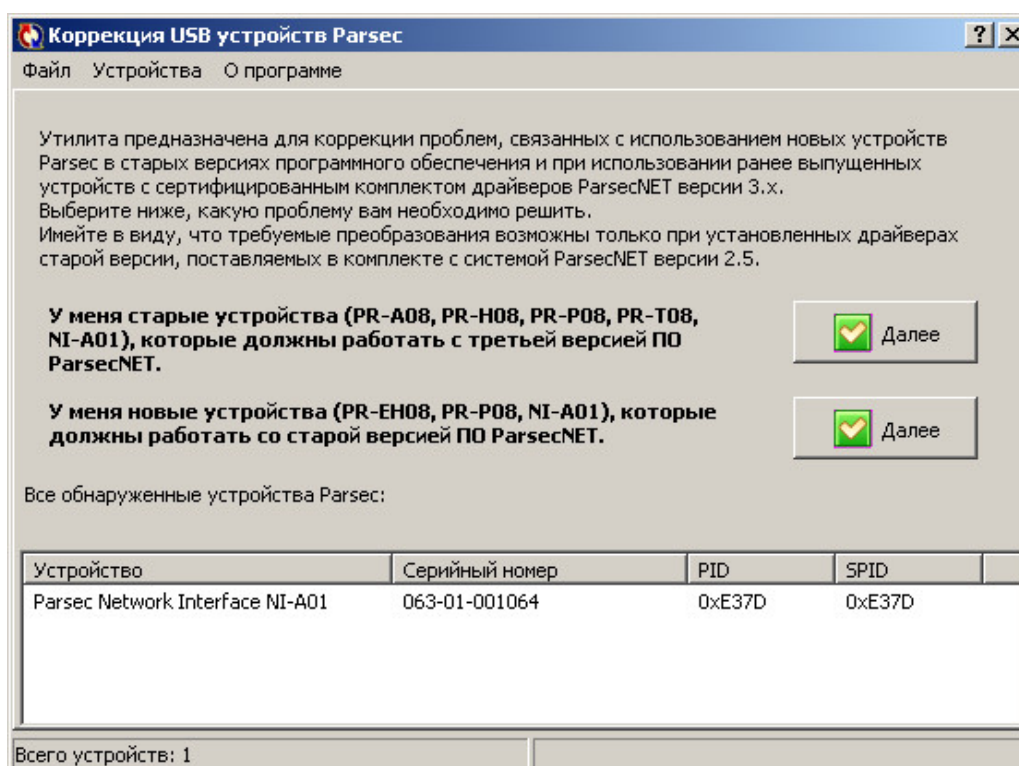 Коррекция USB устройств Parsec
Файл Устройства О программе
Утилита предназначена для коррекции проблем, связанных с использованием новых устройств
Parsec в старых версиях программного обеспечения и при использовании ранее выпущенных
устройств с сертифицированным комплектом драйверов ParsecNET версии 3.x.
Выберите ниже, какую проблему вам необходимо решить.
Имейте в виду, что требуемые преобразования возможны только при установленных драйверах
старой версии, поставляемых в комплекте с системой ParsecNET версии 2.5.
У меня старые устройства (PR-A08, PR-H08, PR-P08, PR-T08,
NI-A01), которые должны работать с третьей версией ПО
ParsecNET.
Далее
У меня новые устройства (PR-EH08, PR-P08, NI-A01), которые
должны работать со старой версией ПО ParsecNET.
Далее
Все обнаруженные устройства Parsec:
Устройство Серийный номер PID SPID
Parsec Network Interface NI-A01 063-01-001064 0xE37D 0xE37D
Всего устройств: 1